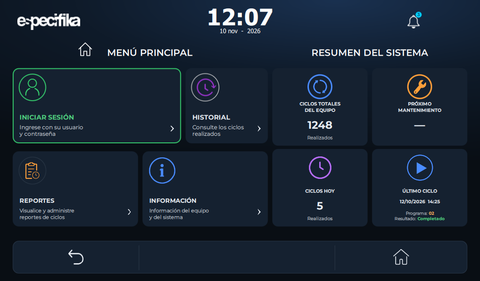 especifika
12:07
10 nov - 2026
MENÚ PRINCIPAL
RESUMEN DEL SISTEMA
INICIAR SESIÓN
Ingrese con su usuario
y contraseña
HISTORIAL
Consulte los ciclos
realizados
REPORTES
Visualice y administre
reportes de ciclos
INFORMACIÓN
Información del equipo
y del sistema
CICLOS TOTALES
DEL EQUIPO
1248
Realizados
PRÓXIMO
MANTENIMIENTO
—
CICLOS HOY
5
Realizados
ÚLTIMO CICLO
12/10/2026 14:25
Programa: 02
Resultado: Completado